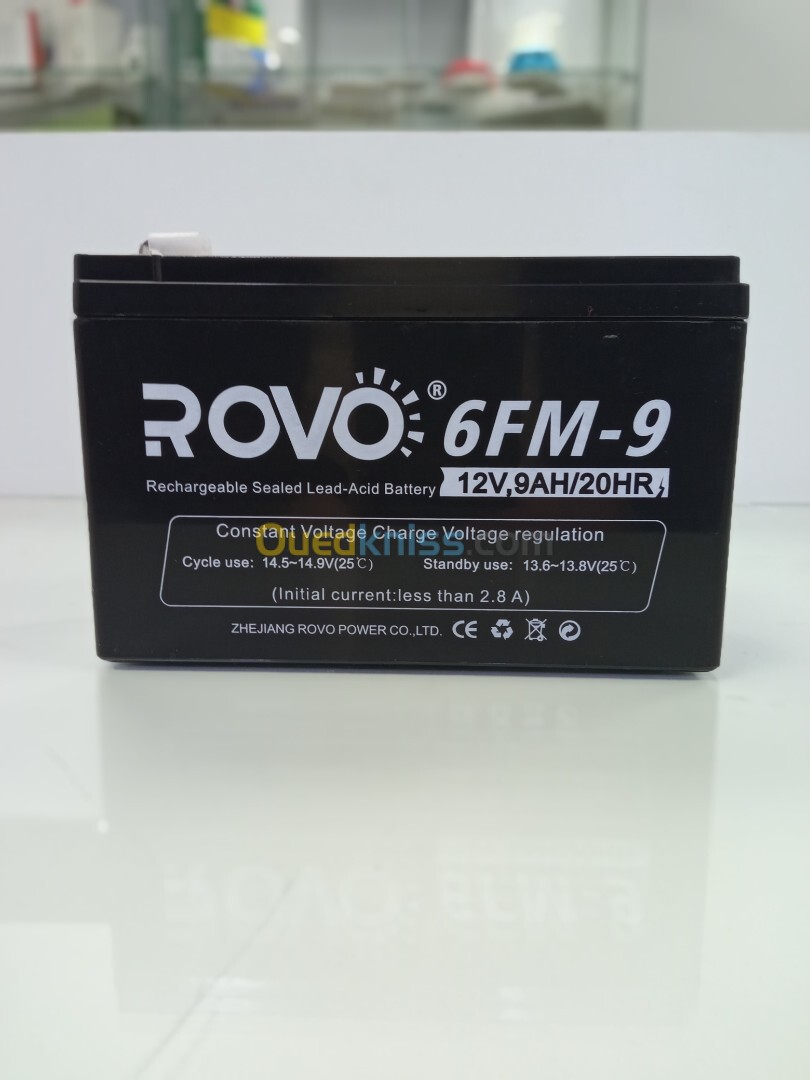 ROVO® 6FM-9
Rechargeable Sealed Lead-Acid Battery 12V,9AH/20HR
Constant Voltage Charge Voltage regulation
Ouedkniss.com
Cycle use: 14.5~14.9V(25℃) Standby use: 13.6~13.8V(25℃)
(Initial current:less than 2.8 A)
ZHEJIANG ROVO POWER CO.,LTD. CE